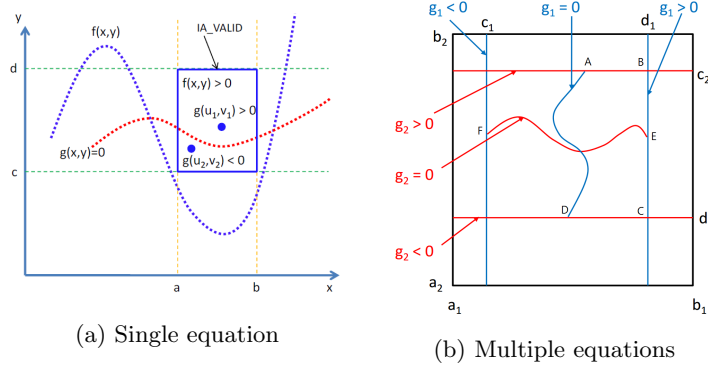 y
f(x,y)
IA_VALID
d
f(x,y) > 0
g(u₁,v₁) > 0
g(x,y)=0
g(u₂,v₂) < 0
c
a
b
x
(a) Single equation
g₁ < 0
c₁
g₁ = 0
d₁
g₁ > 0
b₂
A
B
c₂
g₂ > 0
F
E
g₂ = 0
D
C
d
g₂ < 0
a₂
a₁
b₁
(b) Multiple equations